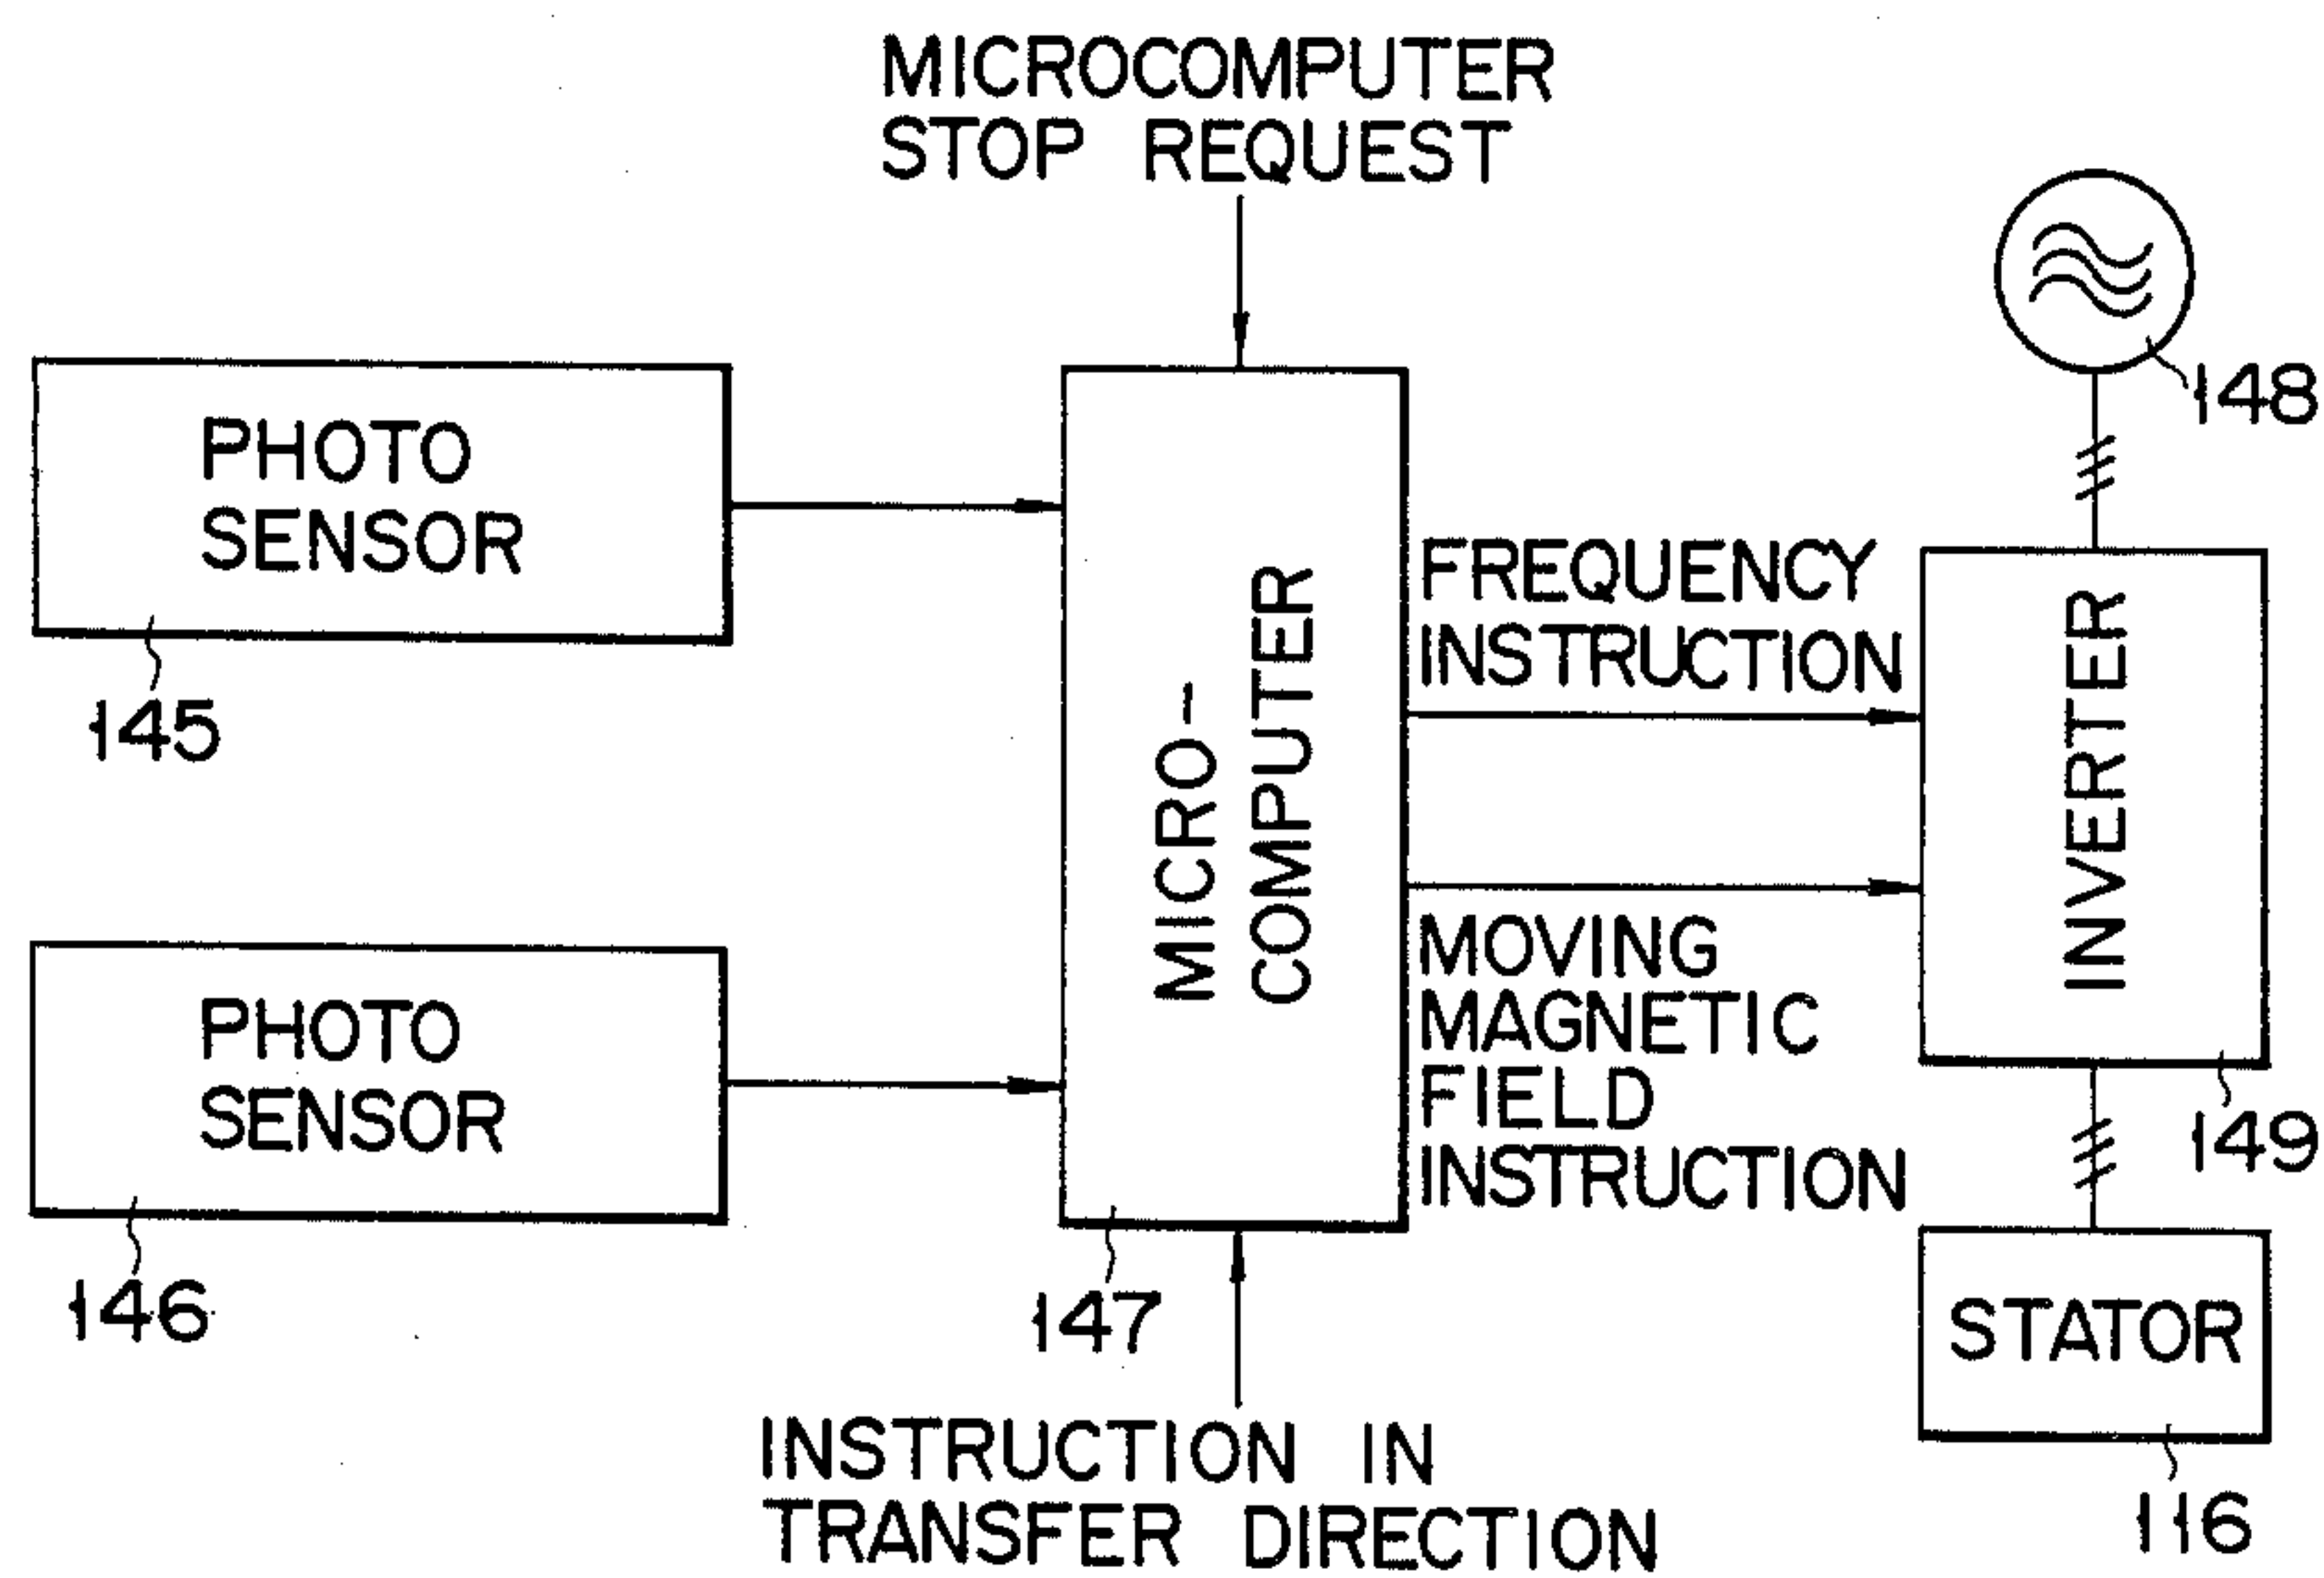 MICROCOMPUTER
STOP REQUEST
148
PHOTO
SENSOR
145
FREQUENCY
INSTRUCTION
MICRO-
COMPUTER
INVERTER
MOVING
MAGNETIC
FIELD
INSTRUCTION
149
PHOTO
SENSOR
146
147
STATOR
116
INSTRUCTION IN
TRANSFER DIRECTION